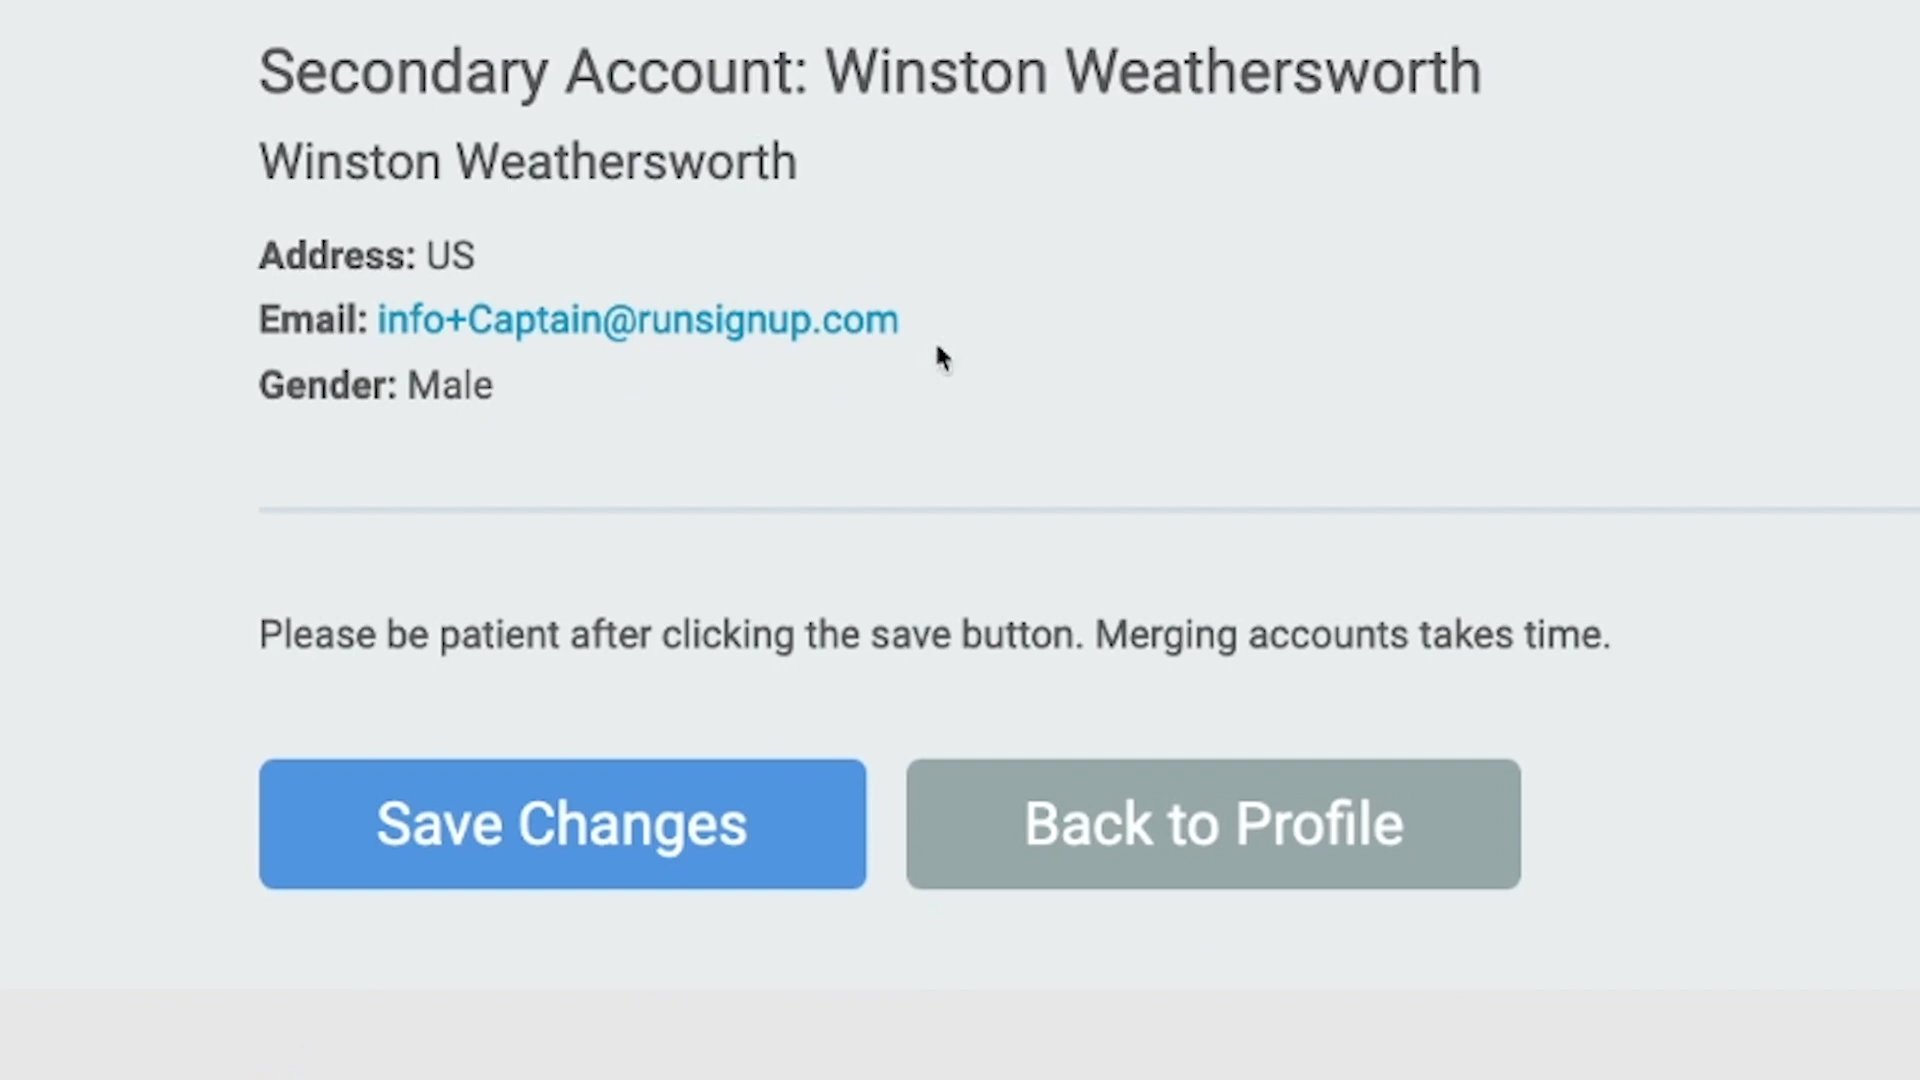 Secondary Account: Winston Weathersworth
Winston Weathersworth
Address: US
Email: info+Captain@runsignup.com
Gender: Male
Please be patient after clicking the save button. Merging accounts takes time.
Save Changes
Back to Profile